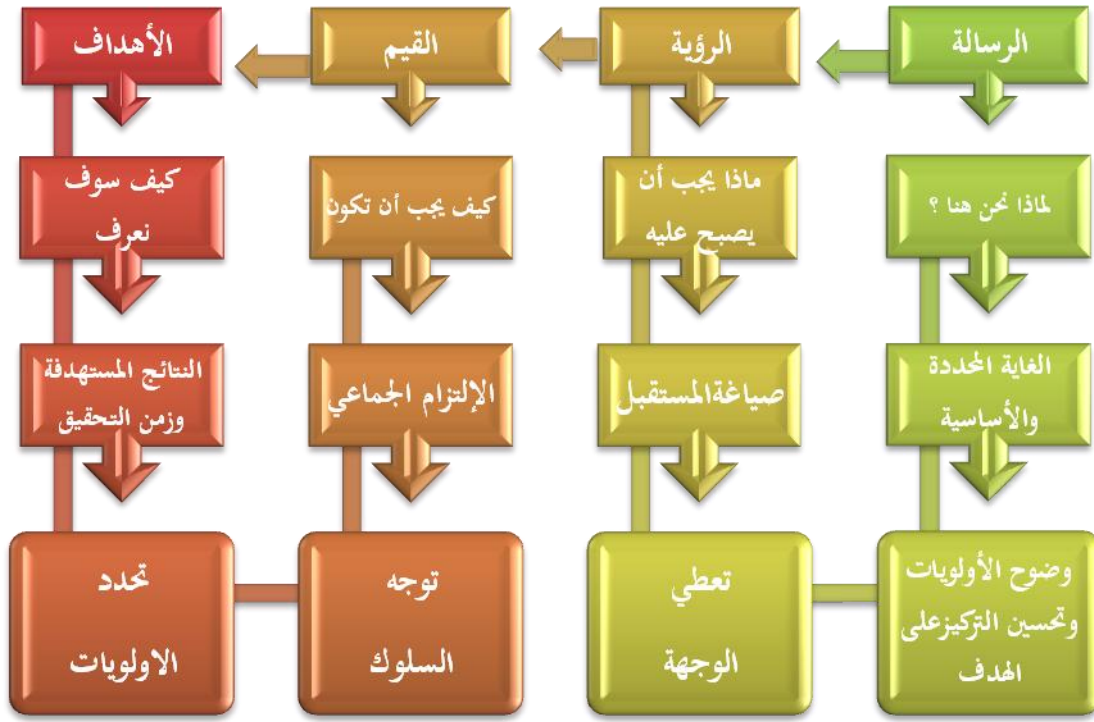 الرسالة
الرؤية
القيم
الأهداف
لماذا نحن هنا ؟
ماذا يجب أن
يصبح عليه
كيف يجب أن تكون
كيف سوف
نعرف
الغاية المحددة
والأساسية
صياغةالمستقبل
الإلتزام الجماعي
النتائج المستهدفة
وزمن التحقيق
وضوح الأولويات
وتحسين التركيزعلى
الهدف
تعطي
الوجهة
توجه
السلوك
تحدد
الاولويات